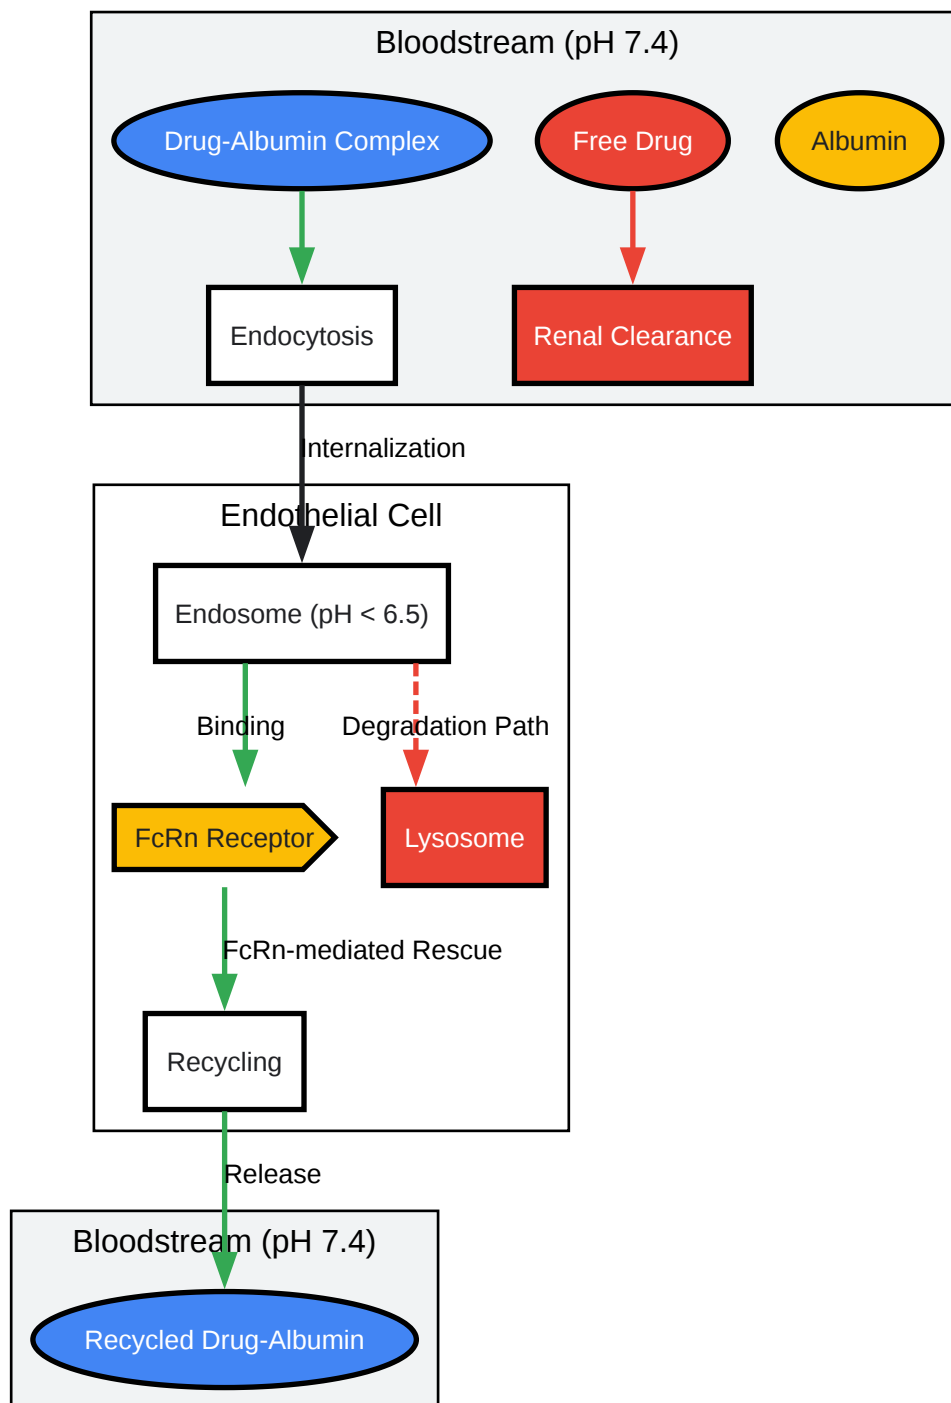 Bloodstream (pH 7.4)
Drug-Albumin Complex
Free Drug
Albumin
Endocytosis
Renal Clearance
Internalization
Endothelial Cell
Endosome (pH < 6.5)
Binding
Degradation Path
FcRn Receptor
Lysosome
FcRn-mediated Rescue
Recycling
Release
Bloodstream (pH 7.4)
Recycled Drug-Albumin